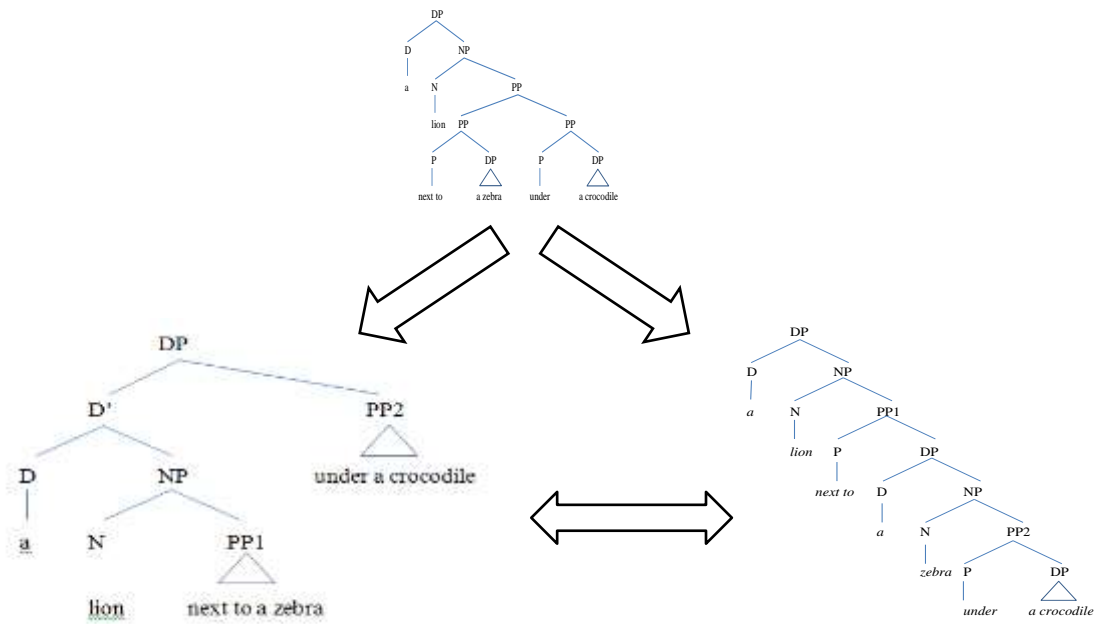 DP
D NP
a N PP
lion PP PP
P DP P DP
next to a zebra under a crocodile
DP
D' PP2
under a crocodile
D NP
a N PP1
lion next to a zebra
DP
D NP
a N PP1
lion P DP
next to D NP
a N PP2
zebra P DP
under a crocodile